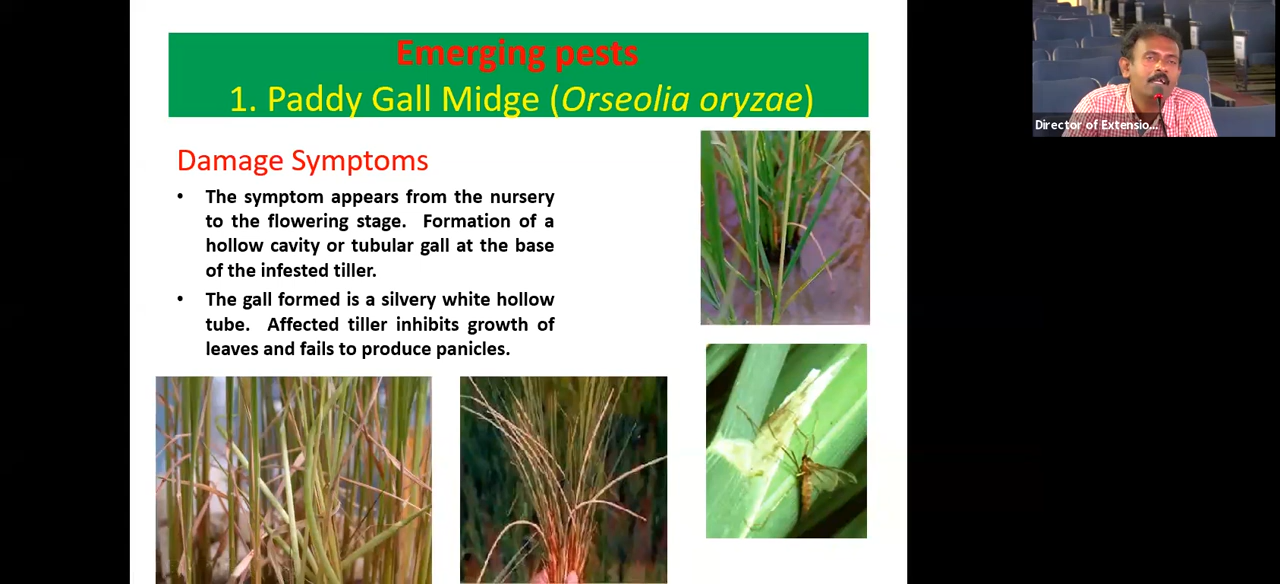 Emerging pests
1. Paddy Gall Midge (Orseolia oryzae)
Damage Symptoms
• The symptom appears from the nursery
to the flowering stage. Formation of a
hollow cavity or tubular gall at the base
of the infested tiller.
• The gall formed is a silvery white hollow
tube. Affected tiller inhibits growth of
leaves and fails to produce panicles.
Director of Extensio...